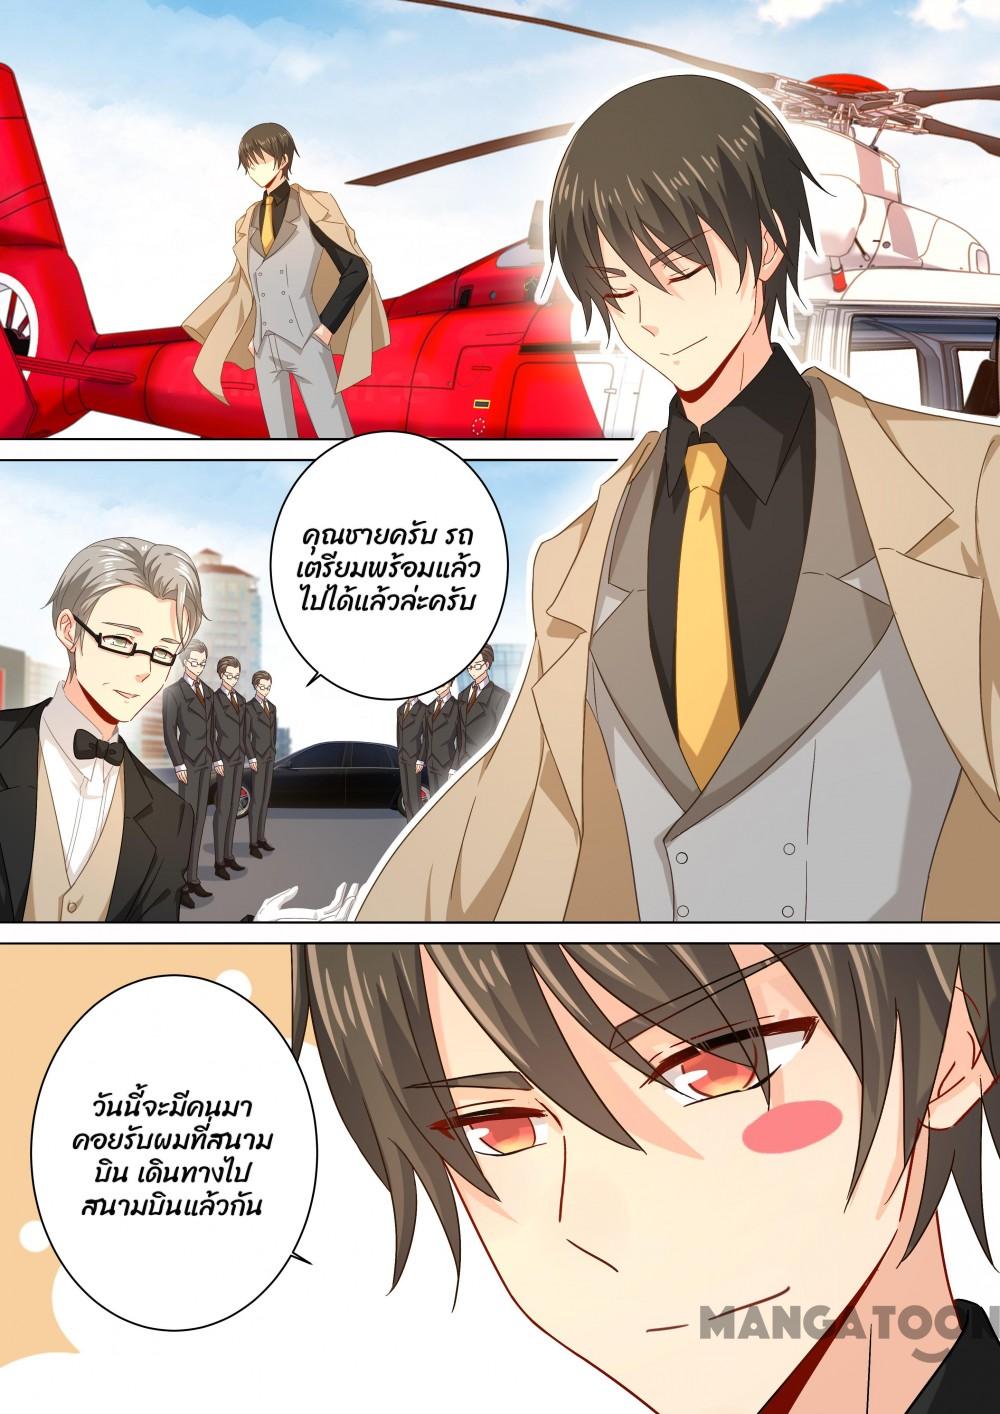 คุณชายครับ รถ
เตรียมพร้อมแล้ว
ไปได้แล้วล่ะครับ
วันนี้จะมีคนมา
คอยรับผมที่สนาม
บิน เดินทางไป
สนามบินแล้วกัน
MANGATOON